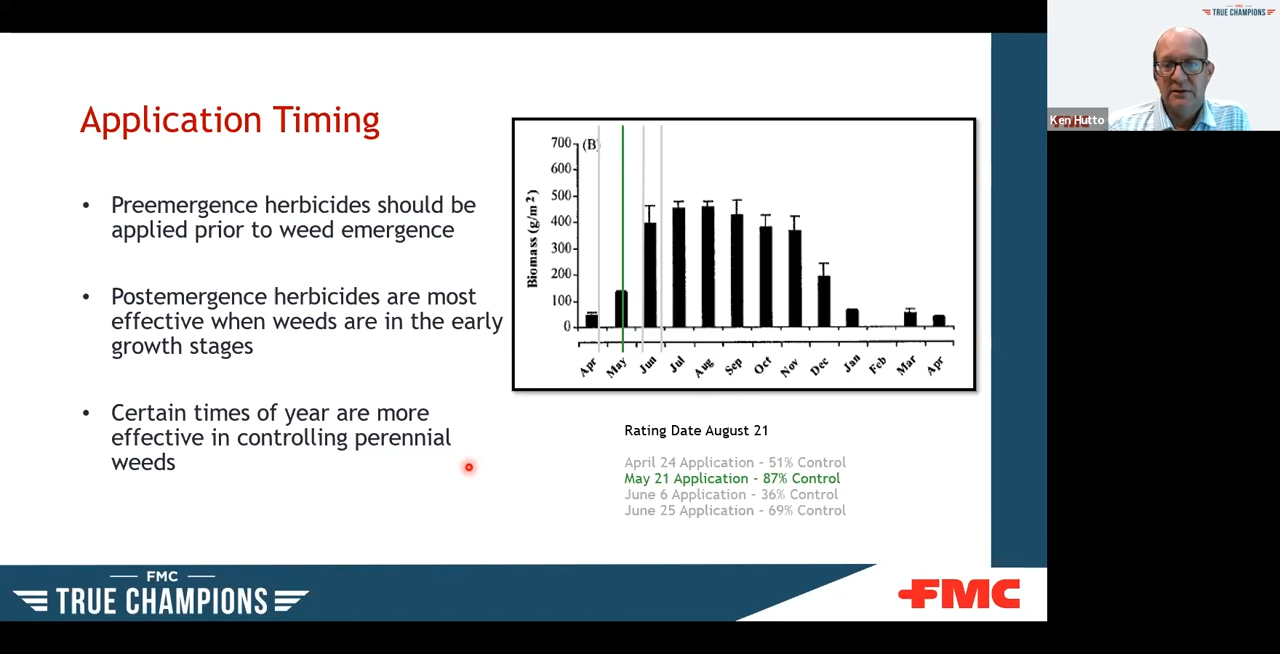 Application Timing
• Preemergence herbicides should be
applied prior to weed emergence
• Postemergence herbicides are most
effective when weeds are in the early
growth stages
• Certain times of year are more
effective in controlling perennial
weeds
(B)
Biomass (g/m²)
700
600
500
400
300
200
100
0
Apr
May
Jun
Jul
Aug
Sep
Oct
Nov
Dec
Jan
Feb
Mar
Apr
Rating Date August 21
April 24 Application – 51% Control
May 21 Application – 87% Control
June 6 Application – 36% Control
June 25 Application – 69% Control
FMC
TRUE CHAMPIONS
FMC
FMC
TRUE CHAMPIONS
Ken Hutto